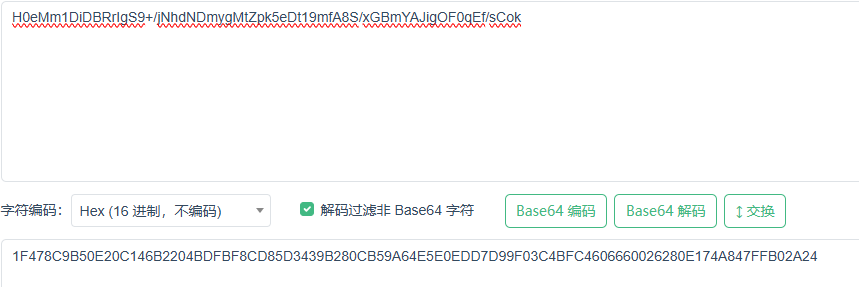 H0eMm1DiDBRrIgS9+/jNhdNDmygMtZpk5eDt19mfA8S/xGBmYAJigOF0qEf/sCok
字符编码： Hex (16 进制，不编码) 解码过滤非 Base64 字符 Base64 编码 Base64 解码 ↕交换
1F478C9B50E20C146B2204BDFBF8CD85D3439B280CB59A64E5E0EDD7D99F03C4BFC4606660026280E174A847FFB02A24